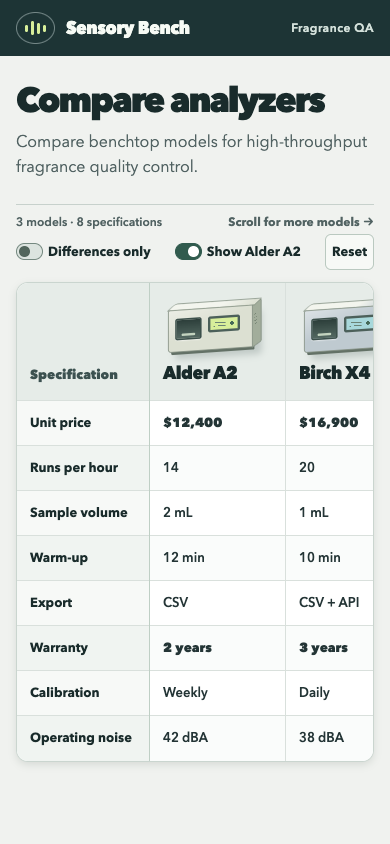 Sensory Bench
Fragrance QA
Compare analyzers
Compare benchtop models for high-throughput
fragrance quality control.
3 models · 8 specifications
Scroll for more models →
Differences only
Show Alder A2
Reset
Specification
Alder A2
Birch X4
Unit price
$12,400
$16,900
Runs per hour
14
20
Sample volume
2 mL
1 mL
Warm-up
12 min
10 min
Export
CSV
CSV + API
Warranty
2 years
3 years
Calibration
Weekly
Daily
Operating noise
42 dBA
38 dBA